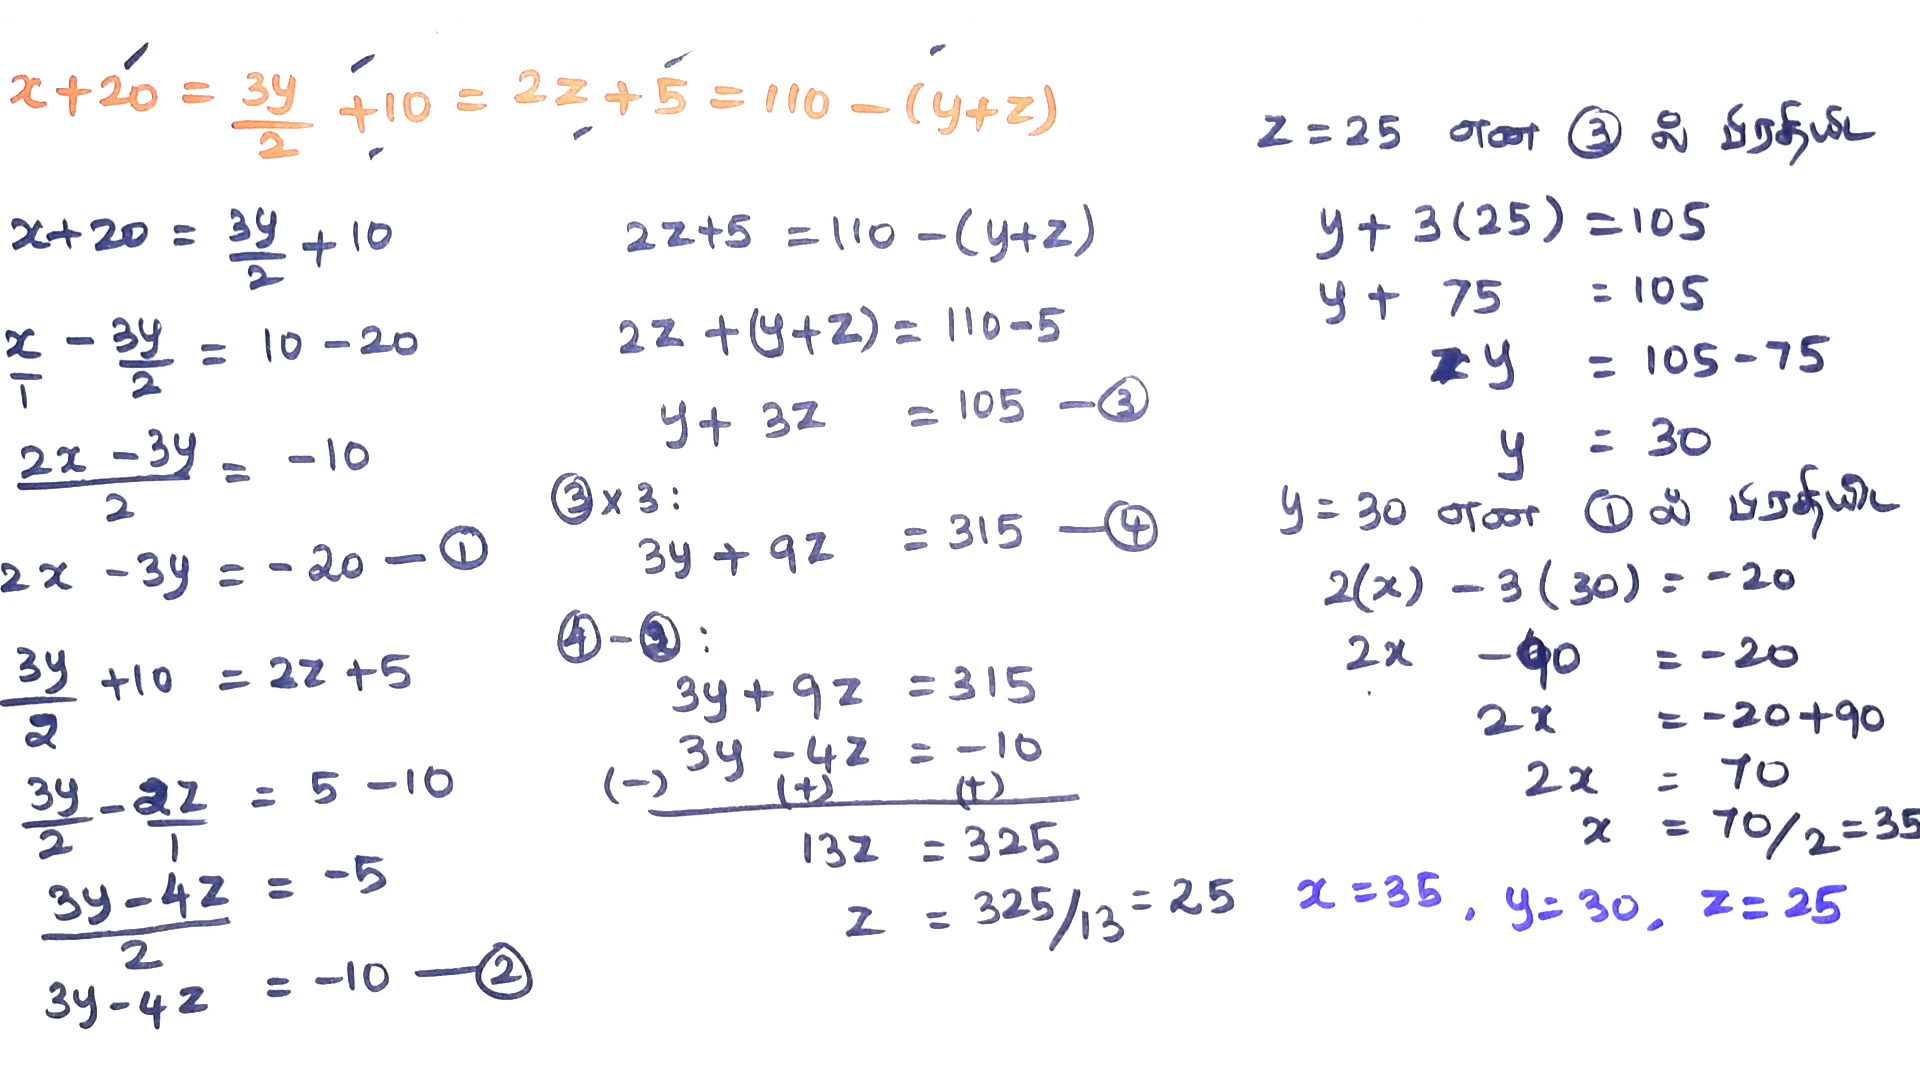 x + 20 = 3y/2 + 10 = 2z + 5 = 110 - (y+z)
x + 20 = 3y/2 + 10
x/1 - 3y/2 = 10 - 20
2x - 3y/2 = -10
2x - 3y = -20 - ①
3y/2 + 10 = 2z + 5
3y/2 - 2z/1 = 5 - 10
3y - 4z/2 = -5
3y - 4z = -10 - ②
2z + 5 = 110 - (y+z)
2z + (y+z) = 110 - 5
y + 3z = 105 - ③
③ x 3:
3y + 9z = 315 - ④
④ - ②:
3y + 9z = 315
3y - 4z = -10
(-) (+) (+)
13z = 325
z = 325/13 = 25
z = 25 என ③ ல் பிரதியிட
y + 3(25) = 105
y + 75 = 105
y = 105 - 75
y = 30
y = 30 என ① ல் பிரதியிட
2(x) - 3(30) = -20
2x - 90 = -20
2x = -20 + 90
2x = 70
x = 70/2 = 35
x = 35, y = 30, z = 25